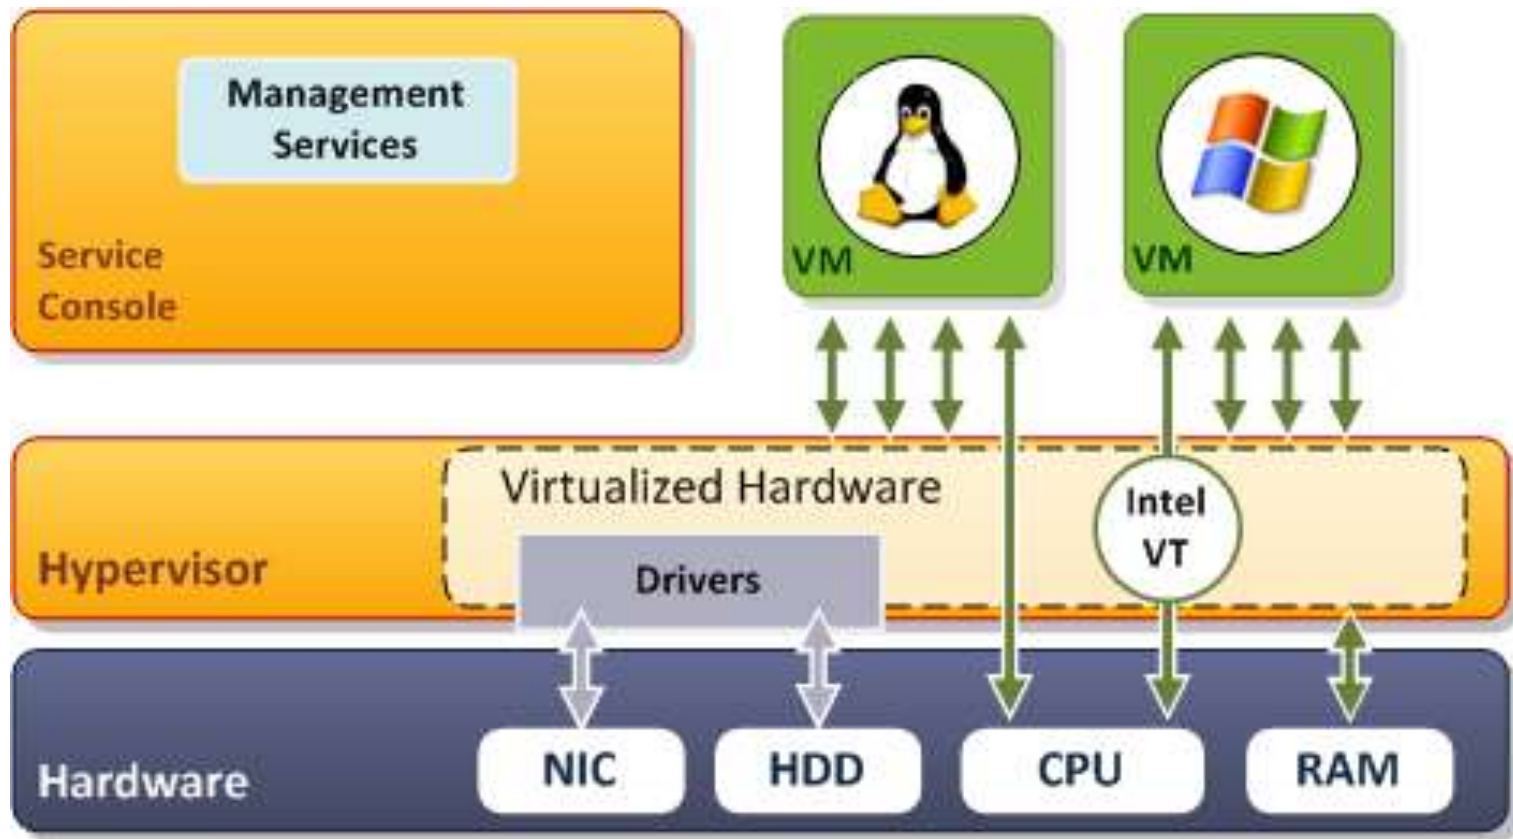 Management
Services
Service
Console
VM
VM
Virtualized Hardware
Intel
VT
Drivers
Hypervisor
Hardware
NIC
HDD
CPU
RAM